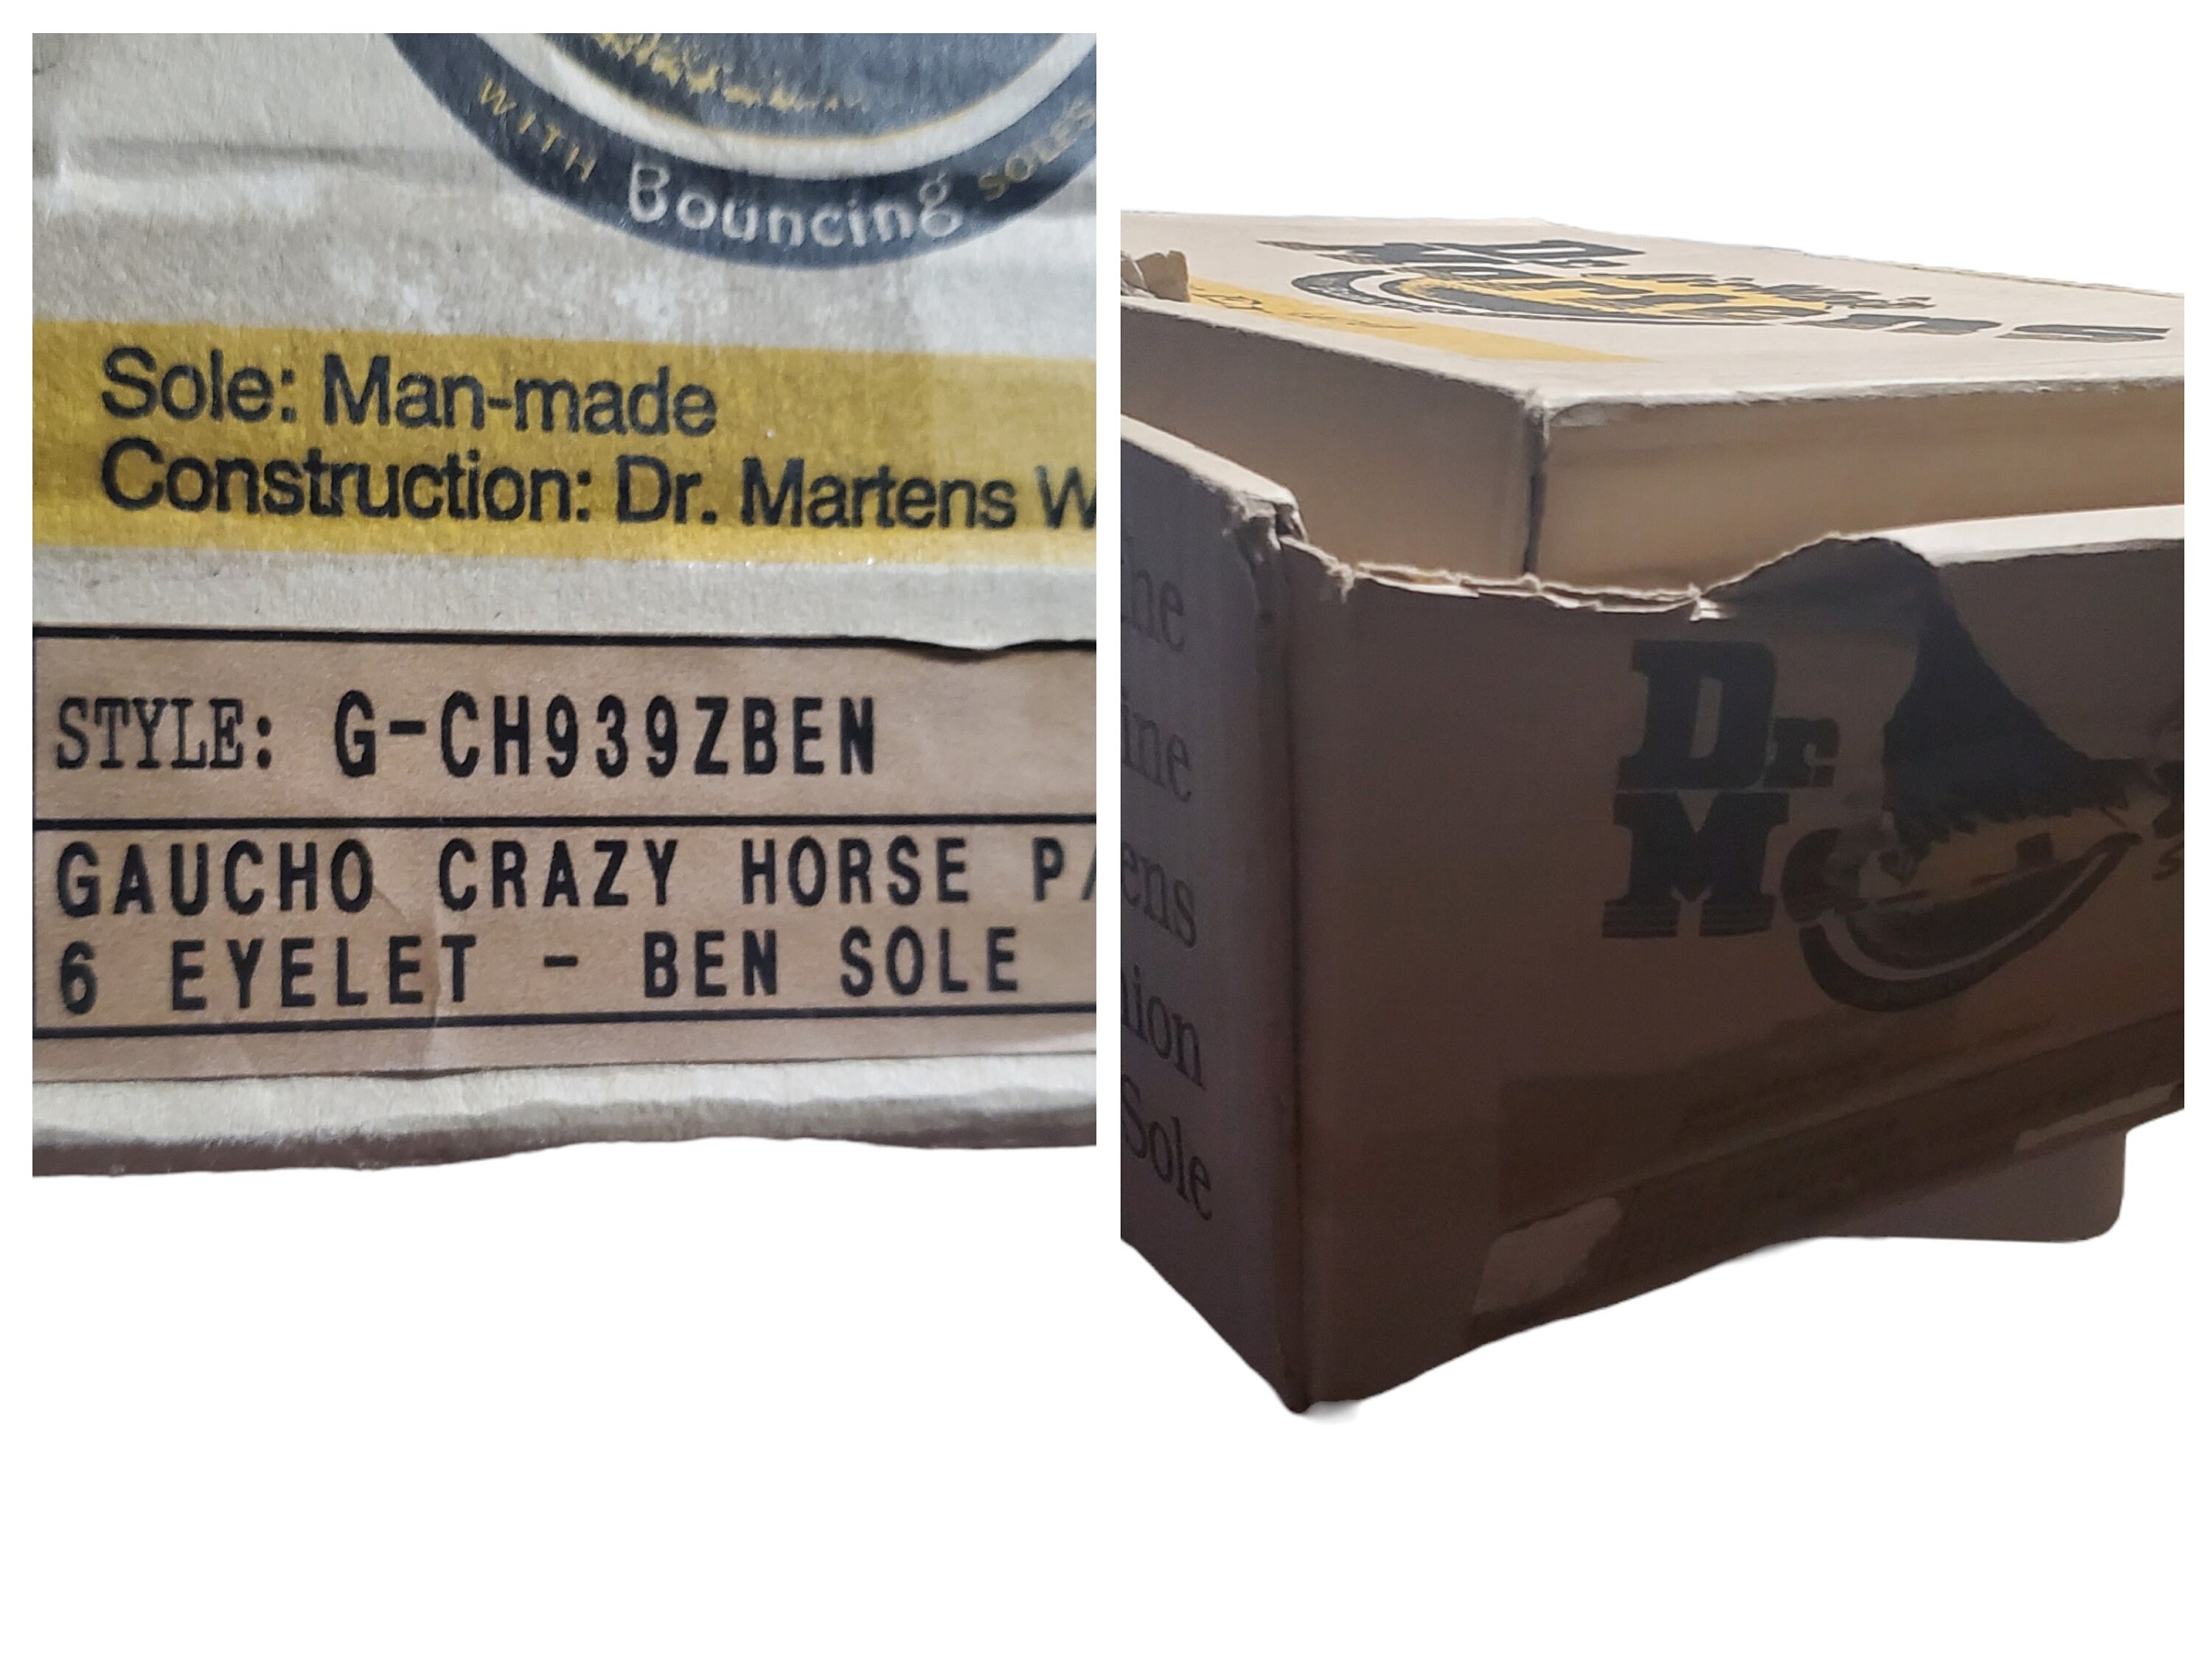 WITH Bouncing SOLES
Sole: Man-made
Construction: Dr. Martens
STYLE: G-CH939ZBEN
GAUCHO CRAZY HORSE
6 EYELET - BEN SOLE
Dr.
Sole
Dr